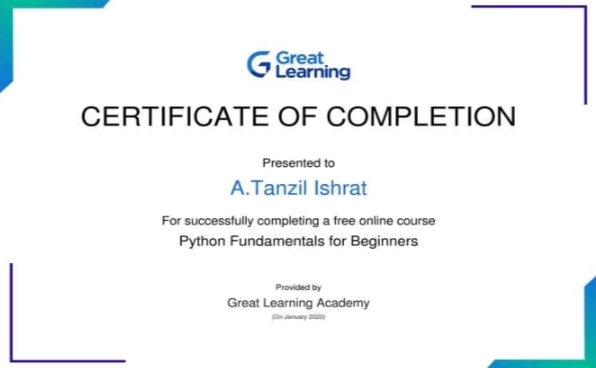 Great
Learning
CERTIFICATE OF COMPLETION
Presented to
A.Tanzil Ishrat
For successfully completing a free online course
Python Fundamentals for Beginners
Provided by
Great Learning Academy
(On January 2023)